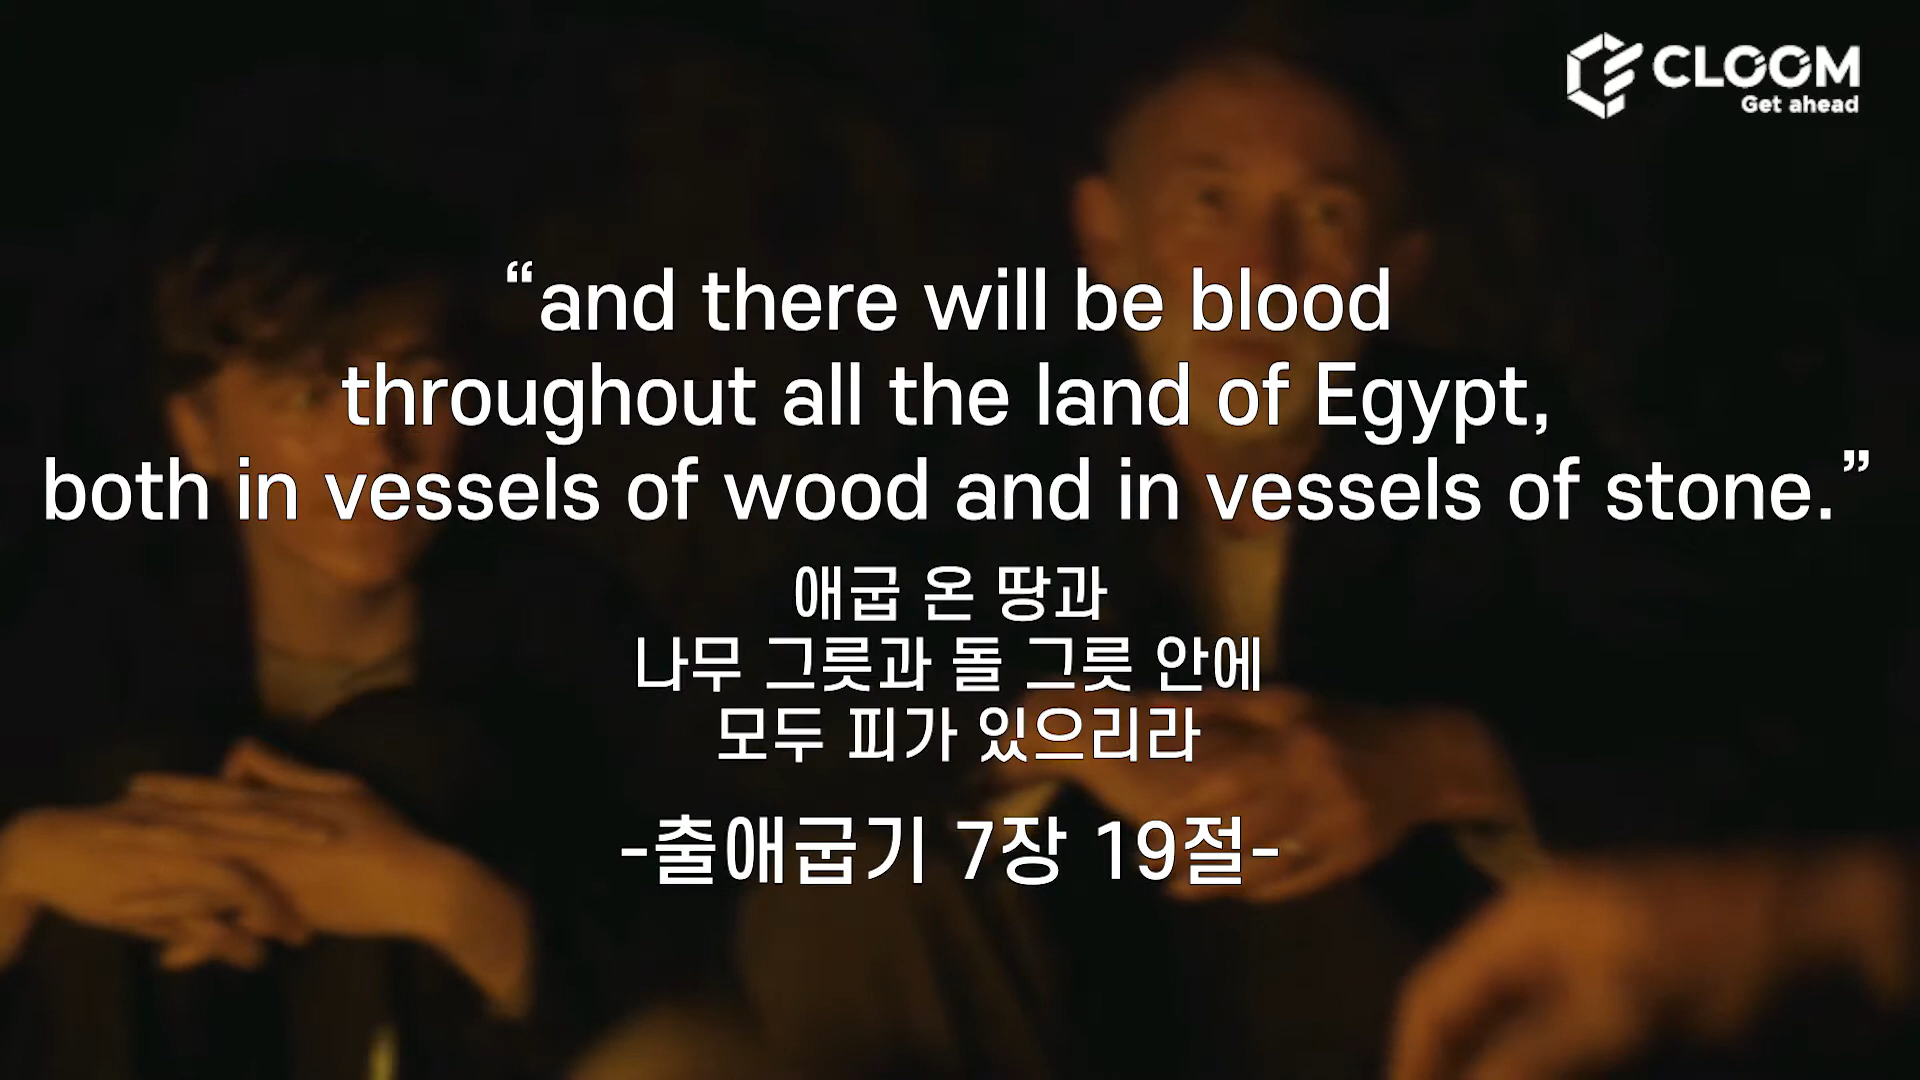 CLOOM
Get ahead
“and there will be blood
throughout all the land of Egypt,
both in vessels of wood and in vessels of stone.”
애굽 온 땅과
나무 그릇과 돌 그릇 안에
모두 피가 있으리라
-출애굽기 7장 19절-